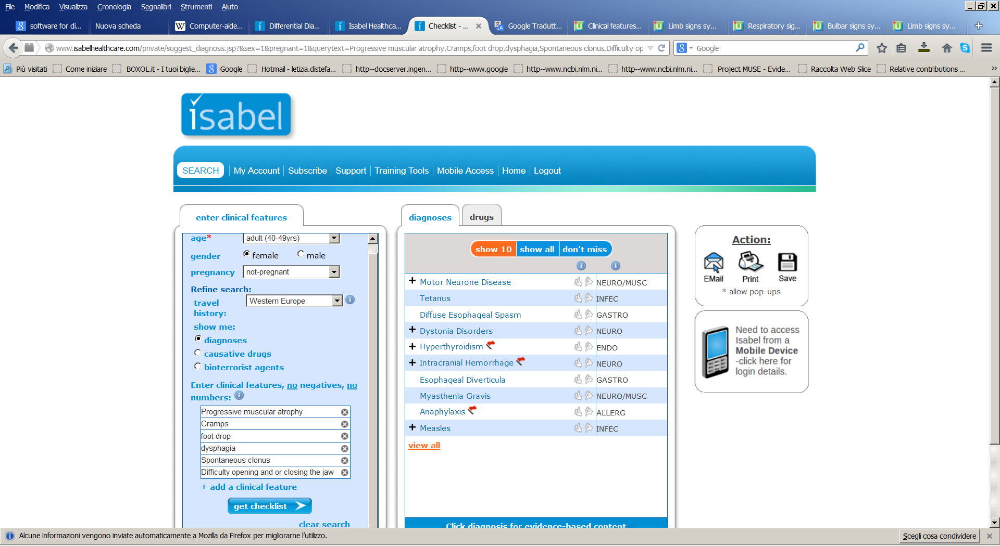 File Modifica Visualizza Cronologia Segnalibri Strumenti Aiuto
software for di... Nuova scheda Computer-aide... Differential Dia... Isabel Healthca... Checklist - ... Google Tradutt... Clinical features... Limb signs sy... Respiratory sig... Bulbar signs sy... Limb signs sy...
www.isabelhealthcare.com/private/suggest_diagnosis.jsp?&sex=1&pregnant=1&querytext=Progressive muscular atrophy,Cramps,foot drop,dysphagia,Spontaneous clonus,Difficulty op
Google
Più visitati Come iniziare BOXOL.it - I tuoi biglie... Google Hotmail - letizia.distefa... http--docserver.ingen... http--www.google http--www.ncbi.nlm.ni... http--www.ncbi.nlm.ni... Project MUSE - Evide... Raccolta Web Slice Relative contributions ... »
isabel
SEARCH My Account Subscribe Support Training Tools Mobile Access Home Logout
enter clinical features
age* adult (40-49yrs)
gender female male
pregnancy not-pregnant
Refine search:
travel history: Western Europe
show me:
diagnoses
causative drugs
bioterrorist agents
Enter clinical features, no negatives, no
numbers:
Progressive muscular atrophy
Cramps
foot drop
dysphagia
Spontaneous clonus
Difficulty opening and or closing the jaw
+ add a clinical feature
get checklist
clear search
diagnoses drugs
show 10 show all don't miss
+ Motor Neurone Disease NEURO/MUSC
Tetanus INFEC
Diffuse Esophageal Spasm GASTRO
+ Dystonia Disorders NEURO
+ Hyperthyroidism ENDO
+ Intracranial Hemorrhage NEURO
Esophageal Diverticula GASTRO
Myasthenia Gravis NEURO/MUSC
Anaphylaxis ALLERG
+ Measles INFEC
view all
Click diagnosis for evidence-based content
Action:
EMail Print Save
* allow pop-ups
Need to access
Isabel from a
Mobile Device
-click here for
login details.
Alcune informazioni vengono inviate automaticamente a Mozilla da Firefox per migliorarne l'utilizzo.
Scegli cosa condividere